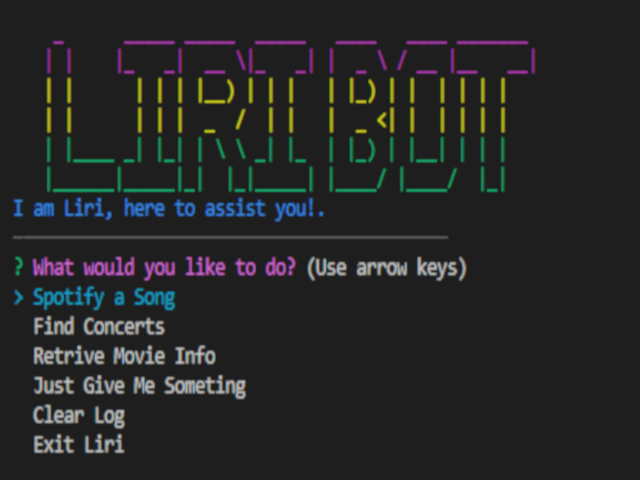 LIRI BOT
I am Liri, here to assist you!.
? What would you like to do? (Use arrow keys)
> Spotify a Song
Find Concerts
Retrive Movie Info
Just Give Me Someting
Clear Log
Exit Liri